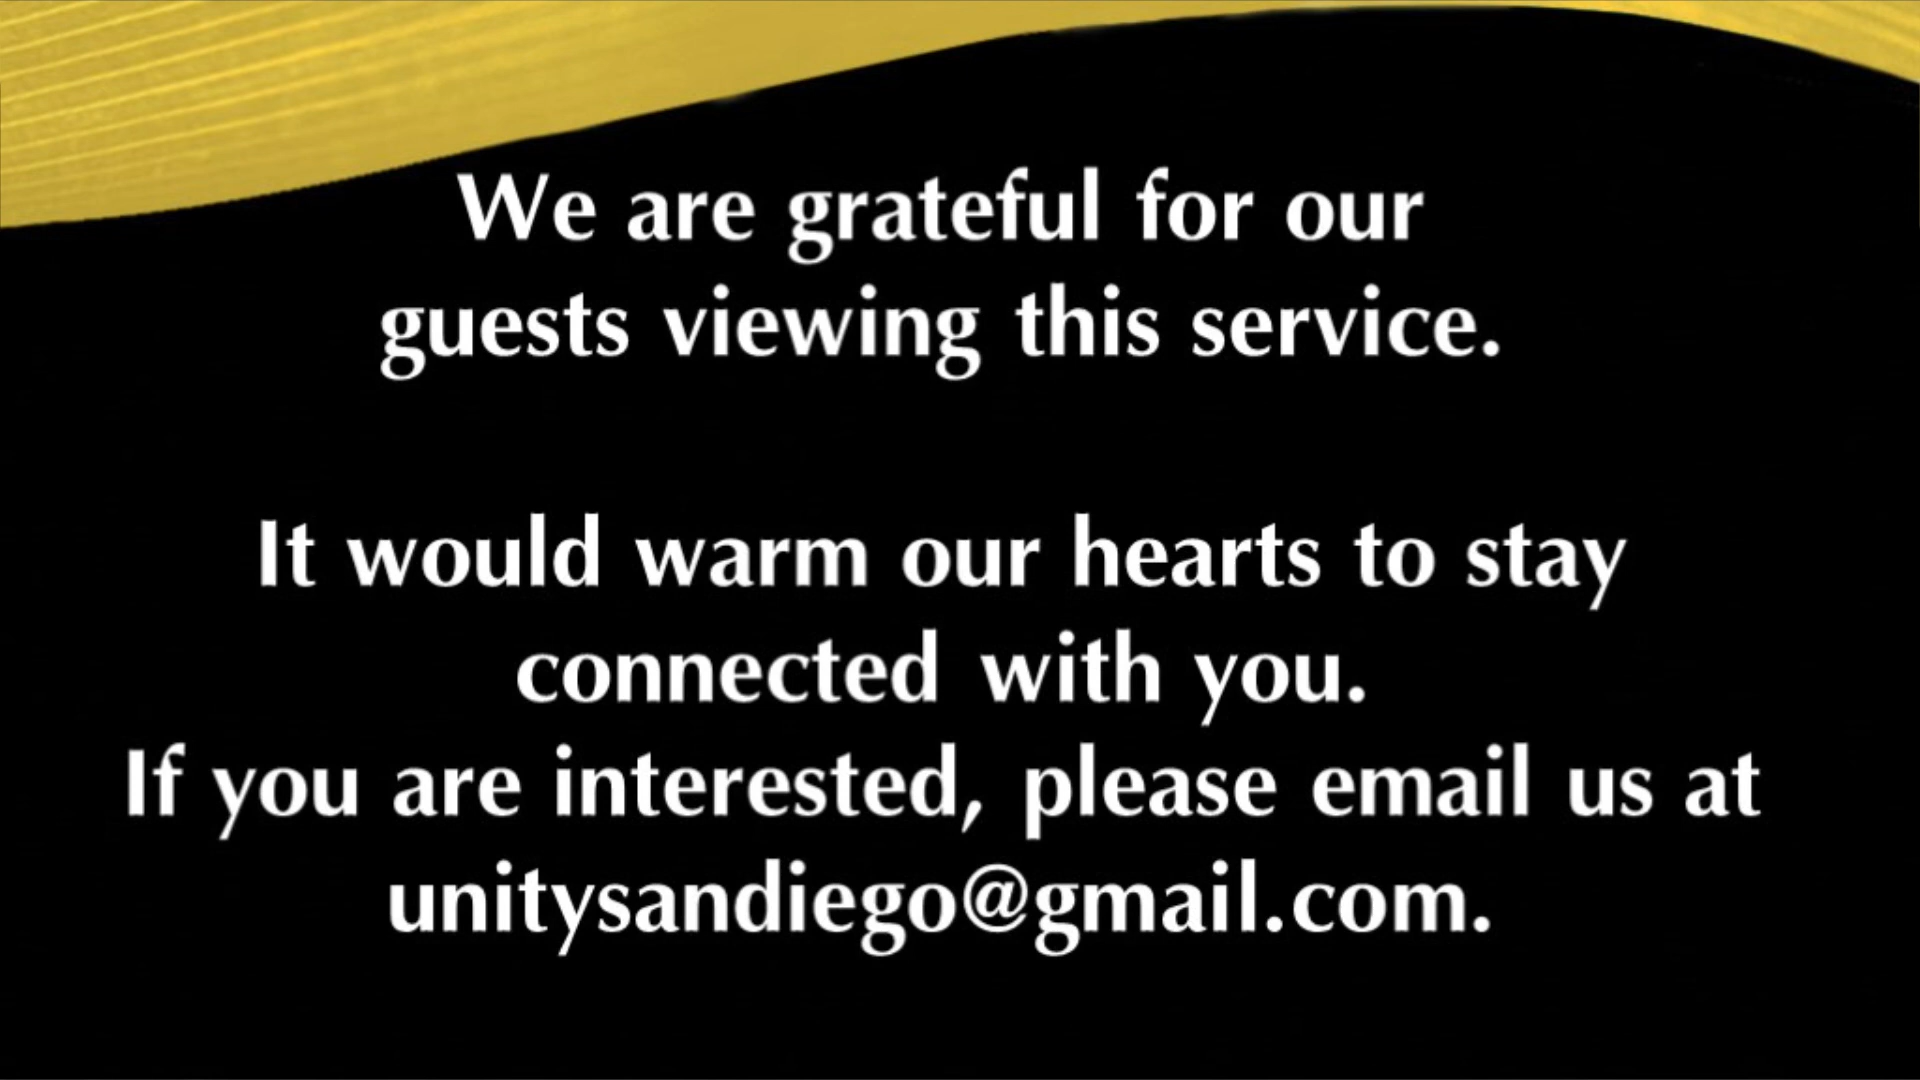 We are grateful for our
guests viewing this service.
It would warm our hearts to stay
connected with you.
If you are interested, please email us at
unitysandiego@gmail.com.